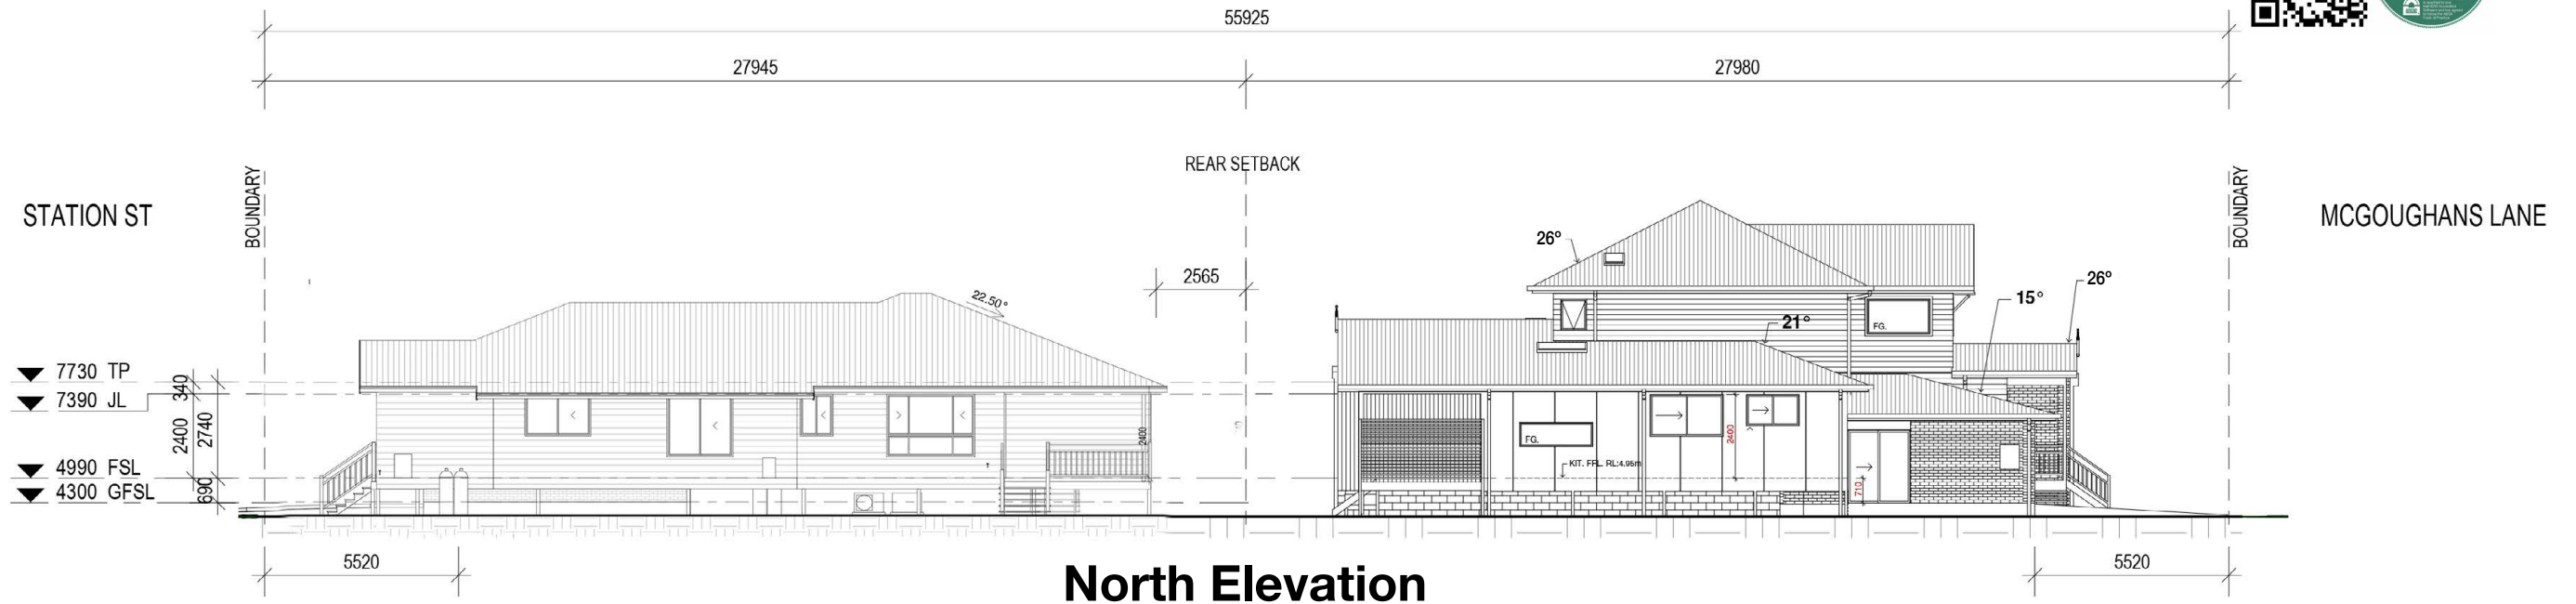 55925
27945
27980
REAR SETBACK
BOUNDARY
BOUNDARY
STATION ST
MCGOUGHANS LANE
26°
2565
22.50°
26°
15°
21°
FG.
7730 TP
340
7390 JL
2400
2740
2400
2400
FG.
KIT. FFL. RL:4.95m
4990 FSL
4300 GFSL
690
710
5520
5520
North Elevation